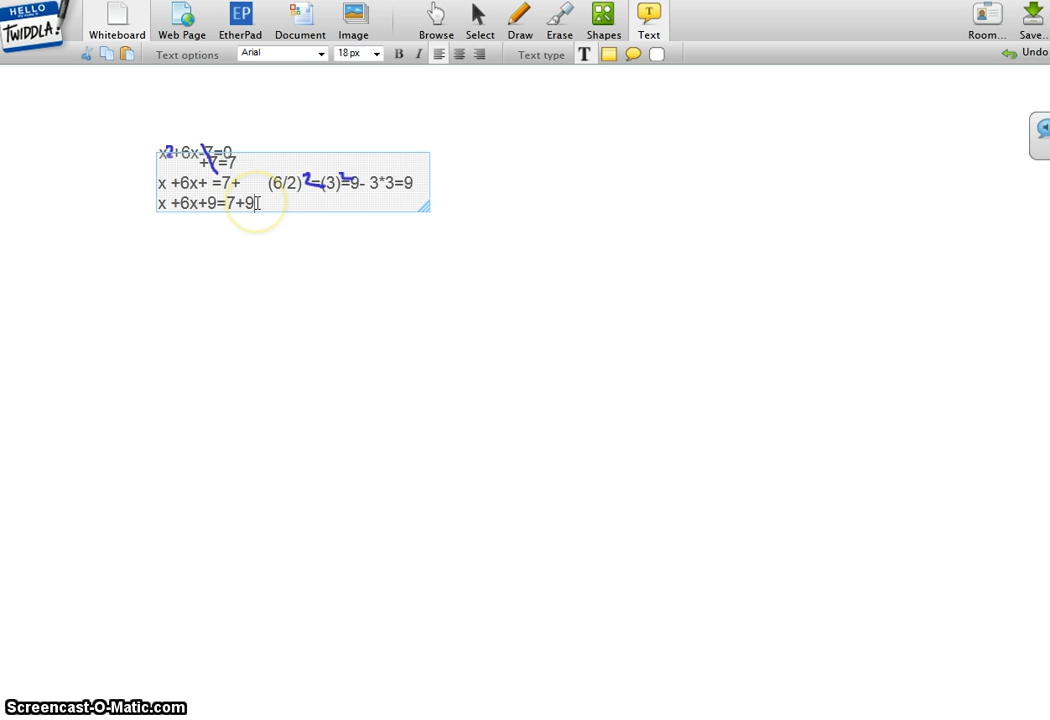 HELLO
TWIDDLA!
Whiteboard Web Page EtherPad Document Image Browse Select Draw Erase Shapes Text Room... Save...
EP
T
Text options Arial 18px B I Text type T Undo
x2+6x-7=0
+7=7
x +6x+ =7+ (6/2)2 =(3)2=9- 3*3=9
x +6x+9=7+9
Screencast-O-Matic.com